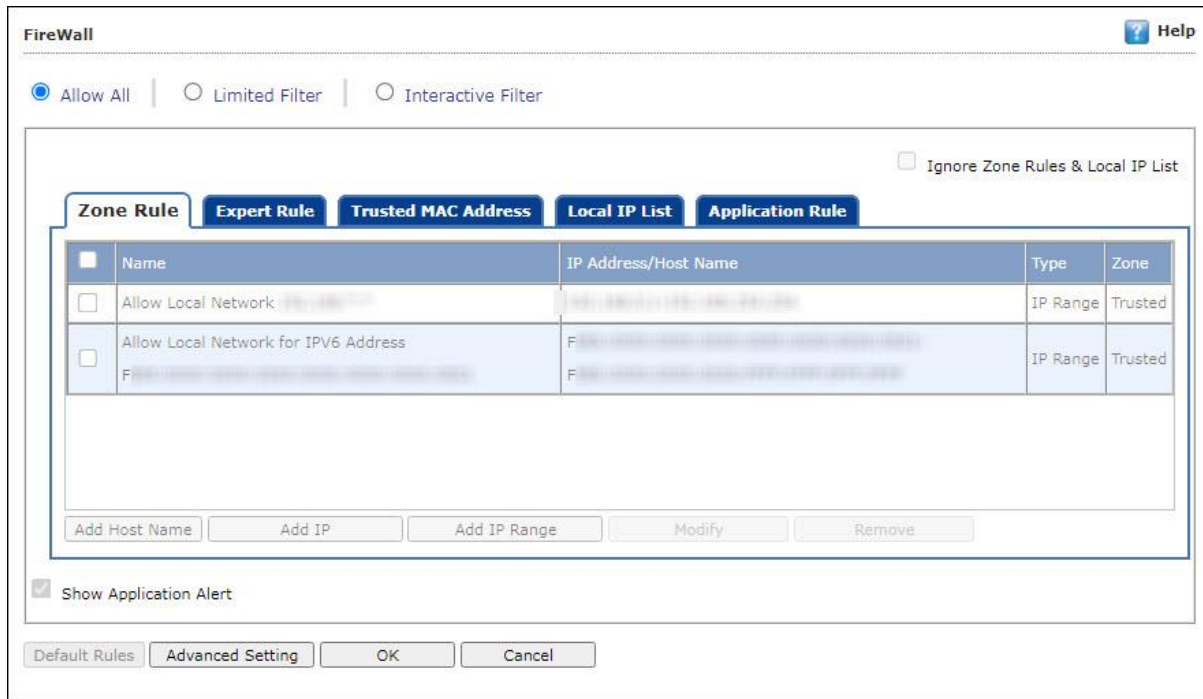 FireWall
Help
Allow All
Limited Filter
Interactive Filter
Ignore Zone Rules & Local IP List
Zone Rule
Expert Rule
Trusted MAC Address
Local IP List
Application Rule
Name
IP Address/Host Name
Type
Zone
Allow Local Network
IP Range
Trusted
Allow Local Network for IPV6 Address
IP Range
Trusted
Add Host Name
Add IP
Add IP Range
Modify
Remove
Show Application Alert
Default Rules
Advanced Setting
OK
Cancel